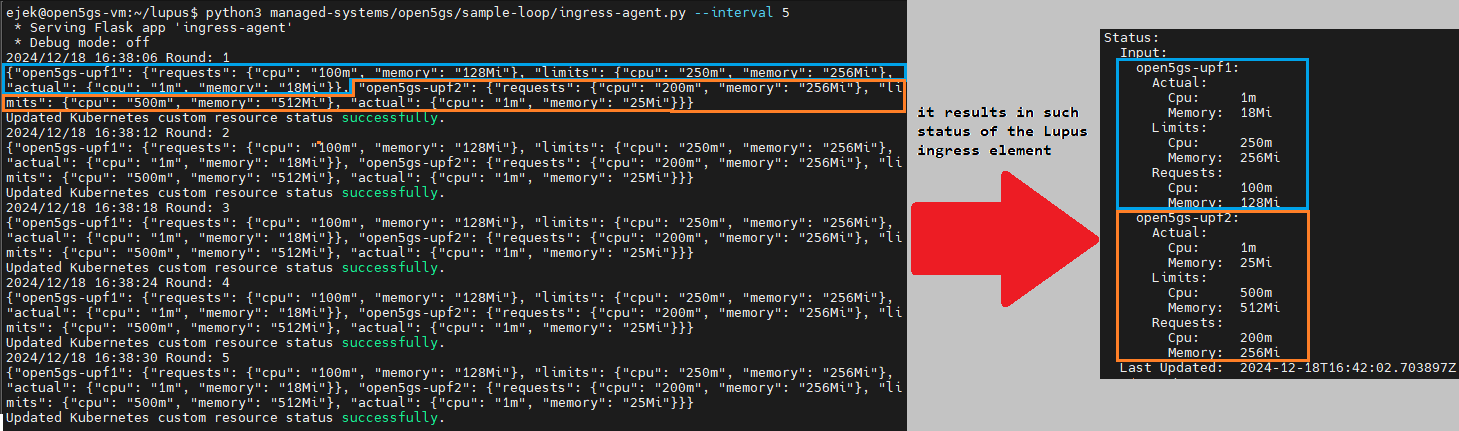 ejek@open5gs-vm:~/lupus$ python3 managed-systems/open5gs/sample-loop/ingress-agent.py --interval 5
 * Serving Flask app 'ingress-agent'
 * Debug mode: off
2024/12/18 16:38:06 Round: 1
{"open5gs-upf1": {"requests": {"cpu": "100m", "memory": "128Mi"}, "limits": {"cpu": "250m", "memory": "256Mi"},
"actual": {"cpu": "1m", "memory": "18Mi"}}, "open5gs-upf2": {"requests": {"cpu": "200m", "memory": "256Mi"}, "li
mits": {"cpu": "500m", "memory": "512Mi"}, "actual": {"cpu": "1m", "memory": "25Mi"}}}
Updated Kubernetes custom resource status successfully.
2024/12/18 16:38:12 Round: 2
{"open5gs-upf1": {"requests": {"cpu": "100m", "memory": "128Mi"}, "limits": {"cpu": "250m", "memory": "256Mi"},
"actual": {"cpu": "1m", "memory": "18Mi"}}, "open5gs-upf2": {"requests": {"cpu": "200m", "memory": "256Mi"}, "li
mits": {"cpu": "500m", "memory": "512Mi"}, "actual": {"cpu": "1m", "memory": "25Mi"}}}
Updated Kubernetes custom resource status successfully.
2024/12/18 16:38:18 Round: 3
{"open5gs-upf1": {"requests": {"cpu": "100m", "memory": "128Mi"}, "limits": {"cpu": "250m", "memory": "256Mi"},
"actual": {"cpu": "1m", "memory": "18Mi"}}, "open5gs-upf2": {"requests": {"cpu": "200m", "memory": "256Mi"}, "li
mits": {"cpu": "500m", "memory": "512Mi"}, "actual": {"cpu": "1m", "memory": "25Mi"}}}
Updated Kubernetes custom resource status successfully.
2024/12/18 16:38:24 Round: 4
{"open5gs-upf1": {"requests": {"cpu": "100m", "memory": "128Mi"}, "limits": {"cpu": "250m", "memory": "256Mi"},
"actual": {"cpu": "1m", "memory": "18Mi"}}, "open5gs-upf2": {"requests": {"cpu": "200m", "memory": "256Mi"}, "li
mits": {"cpu": "500m", "memory": "512Mi"}, "actual": {"cpu": "1m", "memory": "25Mi"}}}
Updated Kubernetes custom resource status successfully.
2024/12/18 16:38:30 Round: 5
{"open5gs-upf1": {"requests": {"cpu": "100m", "memory": "128Mi"}, "limits": {"cpu": "250m", "memory": "256Mi"},
"actual": {"cpu": "1m", "memory": "18Mi"}}, "open5gs-upf2": {"requests": {"cpu": "200m", "memory": "256Mi"}, "li
mits": {"cpu": "500m", "memory": "512Mi"}, "actual": {"cpu": "1m", "memory": "25Mi"}}}
Updated Kubernetes custom resource status successfully.
it results in such
status of the Lupus
ingress element
Status:
  Input:
    open5gs-upf1:
      Actual:
        Cpu: 1m
        Memory: 18Mi
      Limits:
        Cpu: 250m
        Memory: 256Mi
      Requests:
        Cpu: 100m
        Memory: 128Mi
    open5gs-upf2:
      Actual:
        Cpu: 1m
        Memory: 25Mi
      Limits:
        Cpu: 500m
        Memory: 512Mi
      Requests:
        Cpu: 200m
        Memory: 256Mi
  Last Updated: 2024-12-18T16:42:02.703897Z